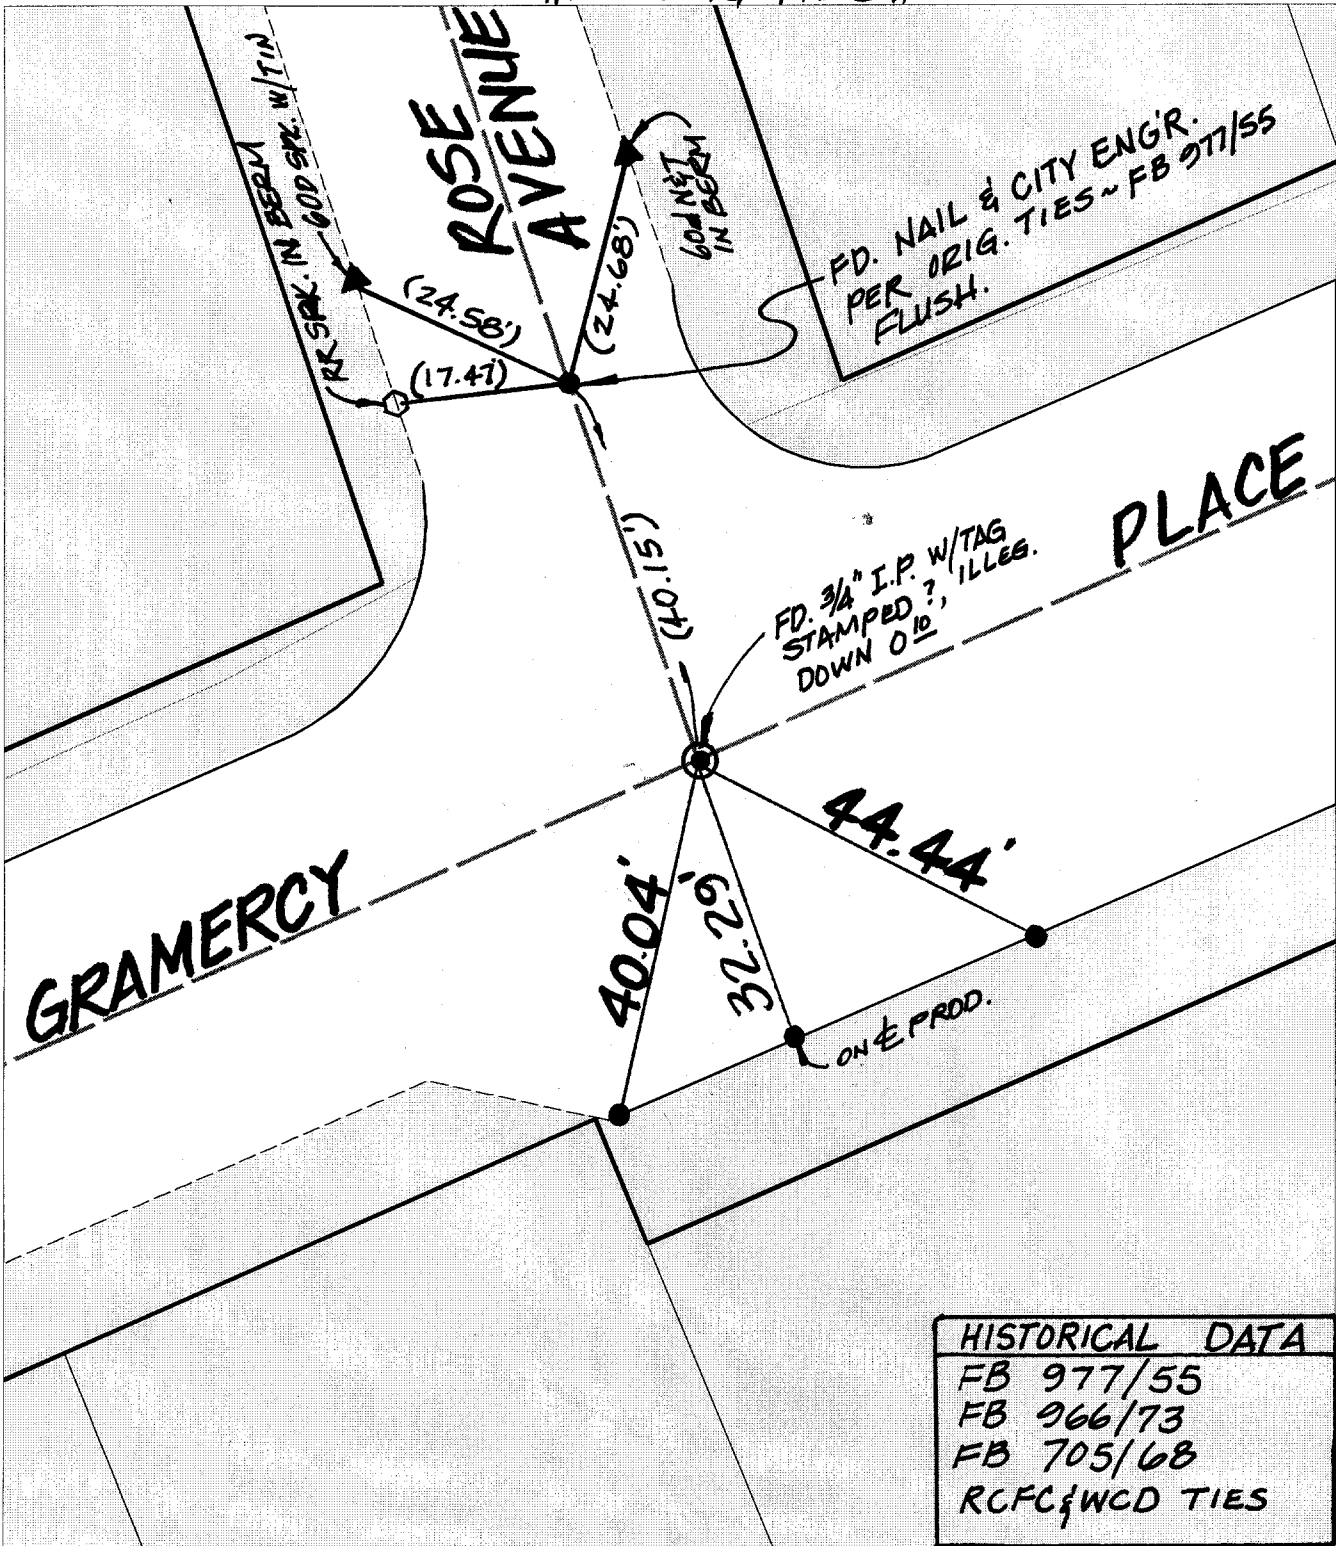 ROSE
AVENUE
RR SPK. IN BERM
60D SPK. W/TIN
60d N&T
IN BERM
(24.58')
(24.68')
(17.47)
FD. NAIL & CITY ENG'R.
PER ORIG. TIES ~ FB 977/55
FLUSH.
(40.15')
PLACE
FD. 3/4" I.P. W/TAG
STAMPED ?, ILLEG.
DOWN 0 10
GRAMERCY
44.44'
40.04'
32.29'
ON ℄ PROD.
HISTORICAL DATA
FB 977/55
FB 966/73
FB 705/68
RCFC&WCD TIES